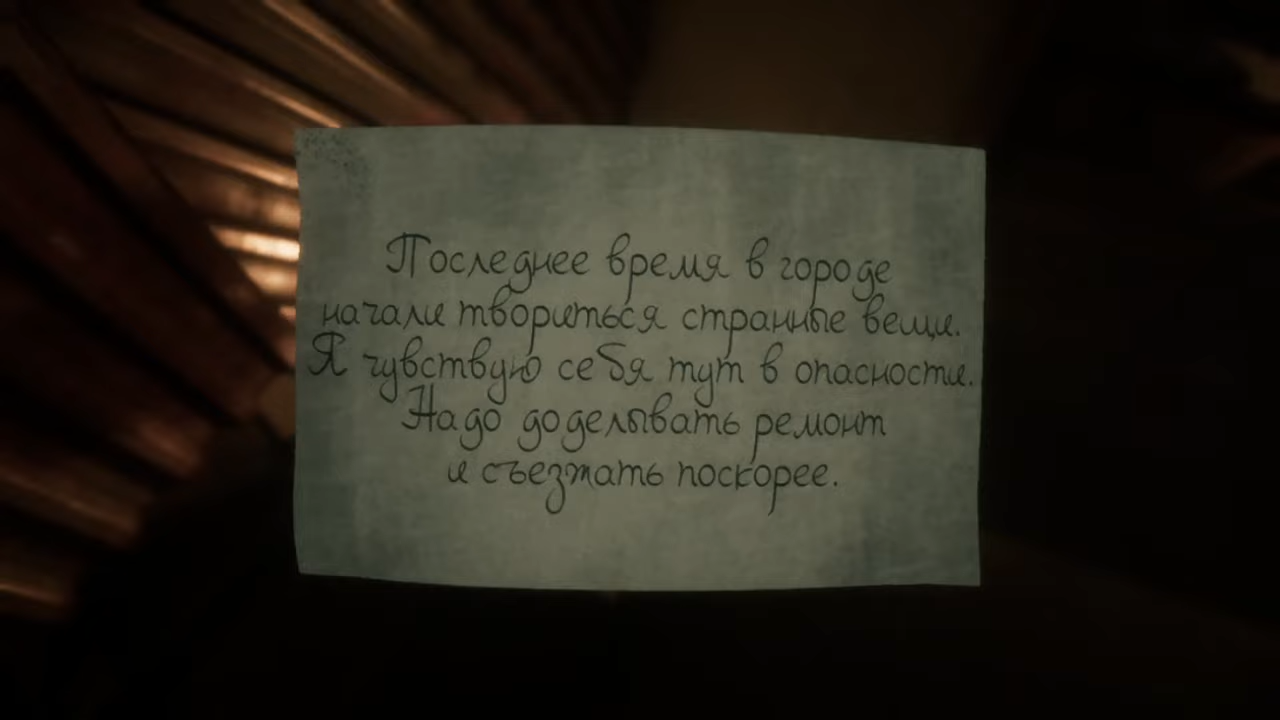 Последнее время в городе
начали твориться странные вещи.
Я чувствую себя тут в опасности.
Надо доделывать ремонт
и съезжать поскорее.